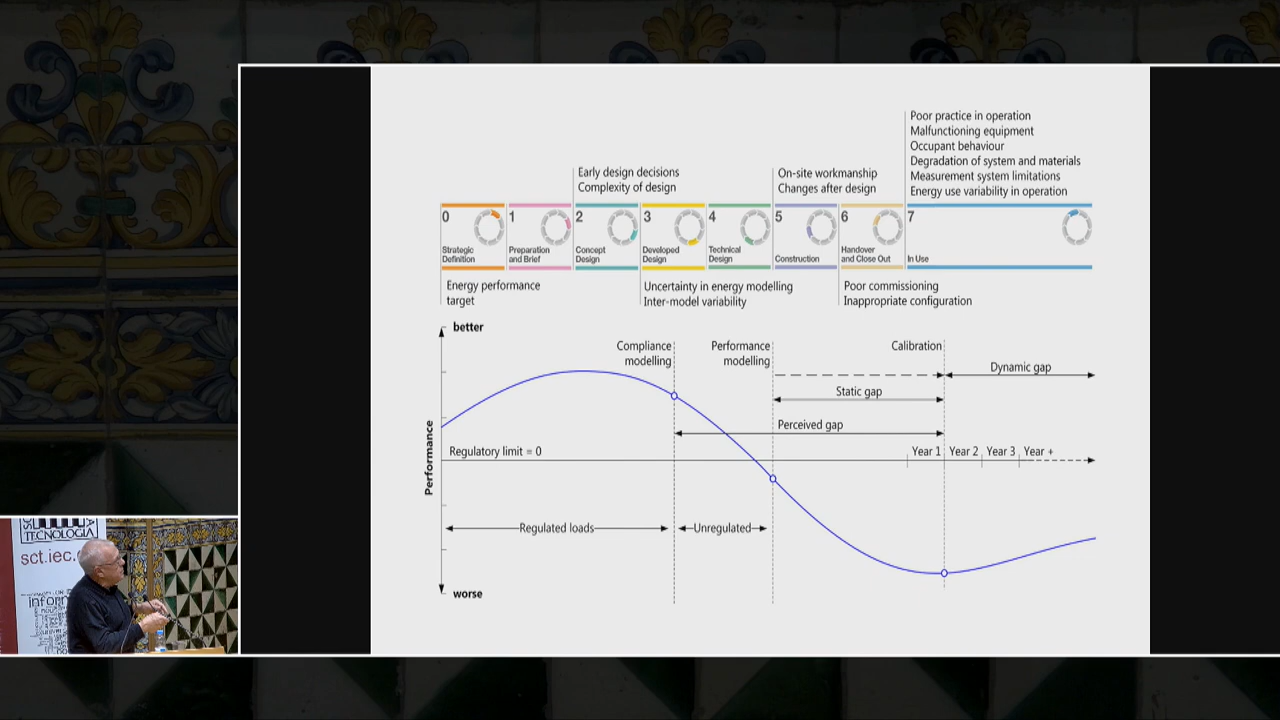 Poor practice in operation
Malfunctioning equipment
Occupant behaviour
Degradation of system and materials
Measurement system limitations
Energy use variability in operation
Early design decisions
Complexity of design
On-site workmanship
Changes after design
0
Strategic
Definition
1
Preparation
and Brief
2
Concept
Design
3
Developed
Design
4
Technical
Design
5
Construction
6
Handover
and Close Out
7
In Use
Energy performance
target
Uncertainty in energy modelling
Inter-model variability
Poor commissioning
Inappropriate configuration
better
Compliance
modelling
Performance
modelling
Calibration
Dynamic gap
Static gap
Perceived gap
Performance
Regulatory limit = 0
Year 1
Year 2
Year 3
Year +
Regulated loads
Unregulated
worse
TECNOLOGIA
sct.iec.
inform